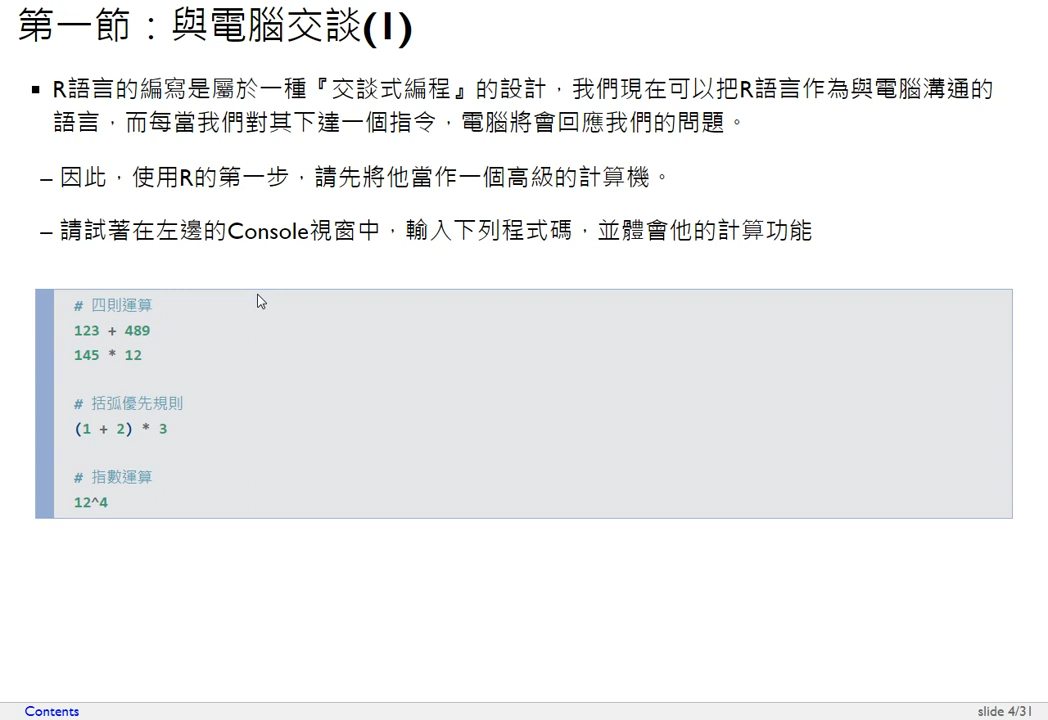 第一節：與電腦交談(1)
▪ R語言的編寫是屬於一種『交談式編程』的設計，我們現在可以把R語言作為與電腦溝通的
語言，而每當我們對其下達一個指令，電腦將會回應我們的問題。
– 因此，使用R的第一步，請先將他當作一個高級的計算機。
– 請試著在左邊的Console視窗中，輸入下列程式碼，並體會他的計算功能
# 四則運算
123 + 489
145 * 12
# 括弧優先規則
(1 + 2) * 3
# 指數運算
12^4
Contents
slide 4/31